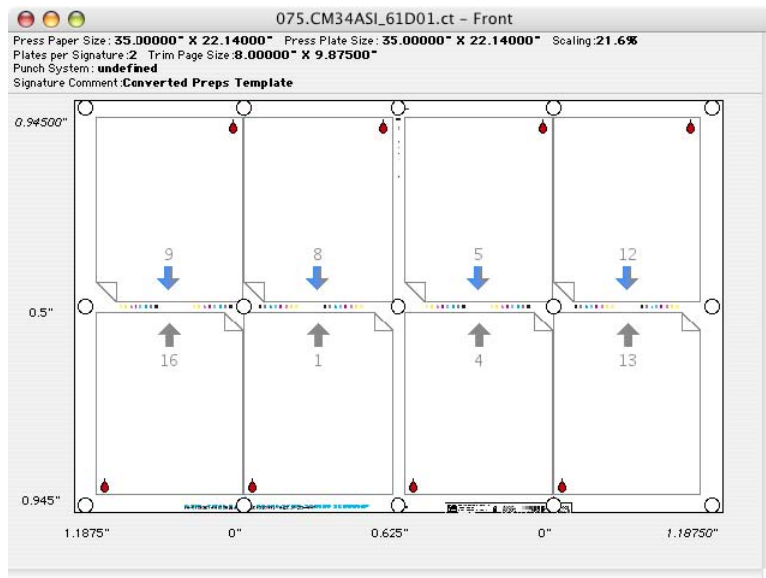 075.CM34ASI_61D01.ct – Front
Press Paper Size: 35.00000" X 22.14000" Press Plate Size: 35.00000" X 22.14000" Scaling:21.6%
Plates per Signature:2 Trim Page Size:8.00000" X 9.87500"
Punch System: undefined
Signature Comment:Converted Preps Template
0.94500"
9 8 5 12
0.5"
16 1 4 13
0.945"
1.1875" 0" 0.625" 0" 1.18750"